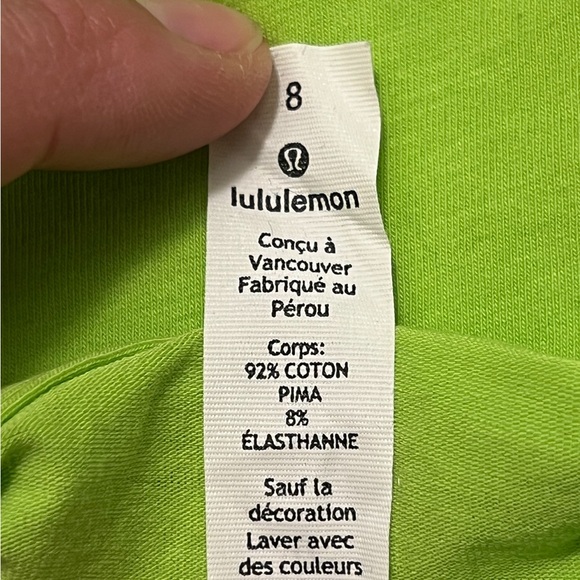 8
lululemon
Conçu à
Vancouver
Fabriqué au
Pérou
Corps:
92% COTON
PIMA
8%
ÉLASTHANNE
Sauf la
décoration
Laver avec
des couleurs